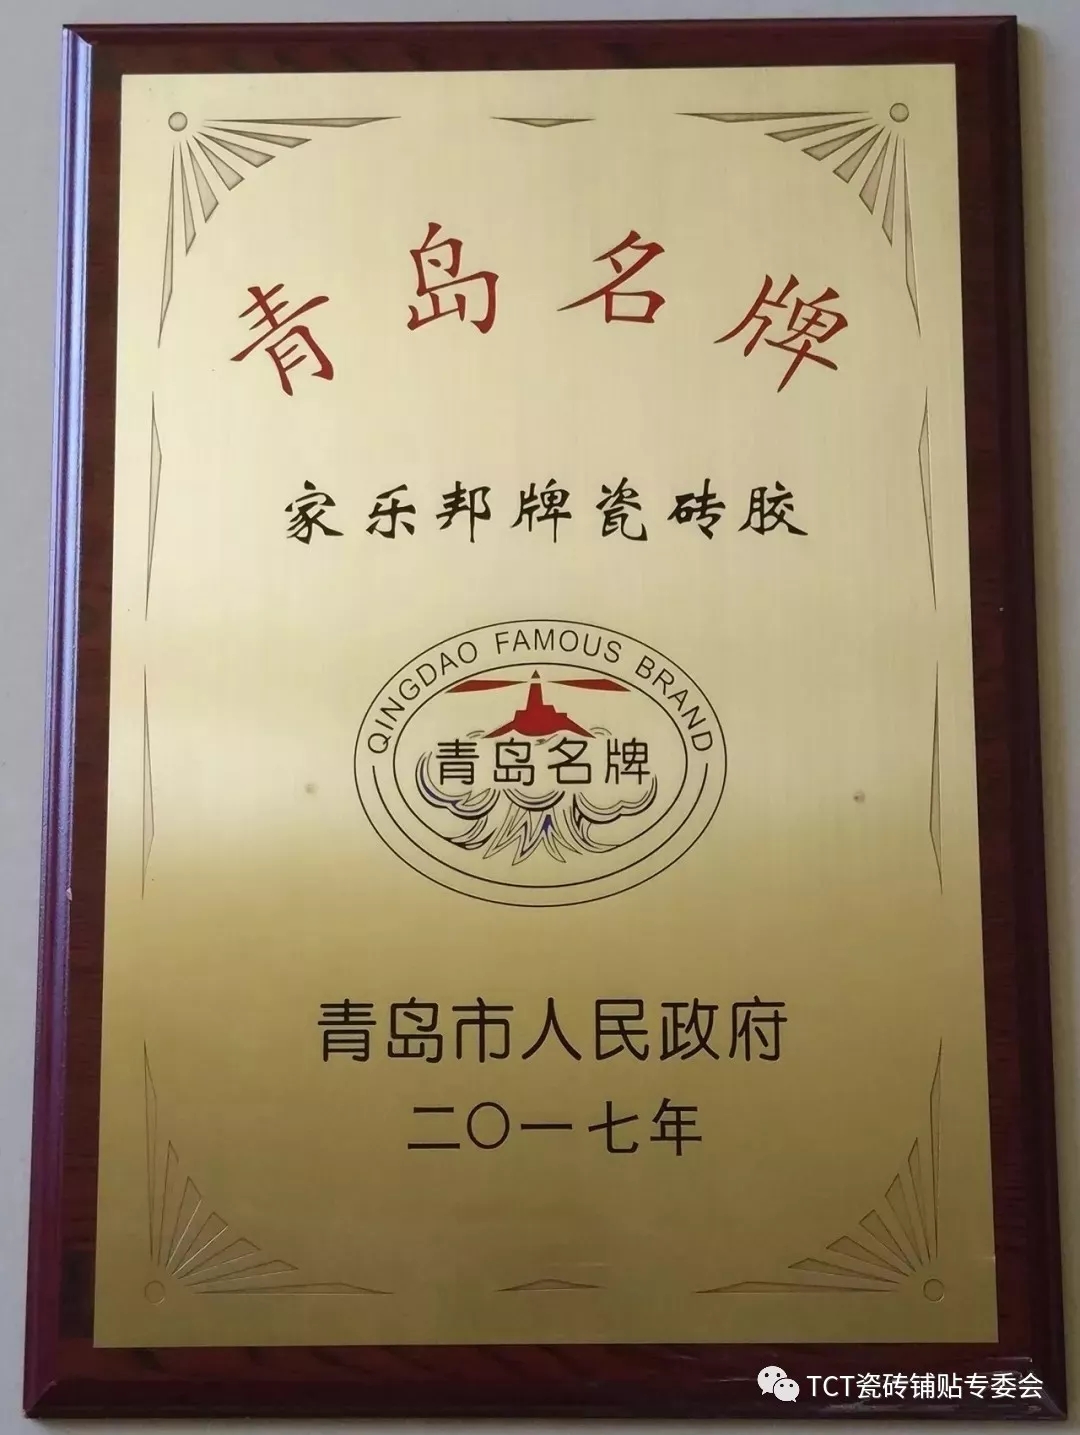 青岛名牌
家乐邦牌瓷砖胶
QINGDAO FAMOUS BRAND
青岛名牌
青岛市人民政府
二〇一七年
TCT瓷砖铺贴专委会